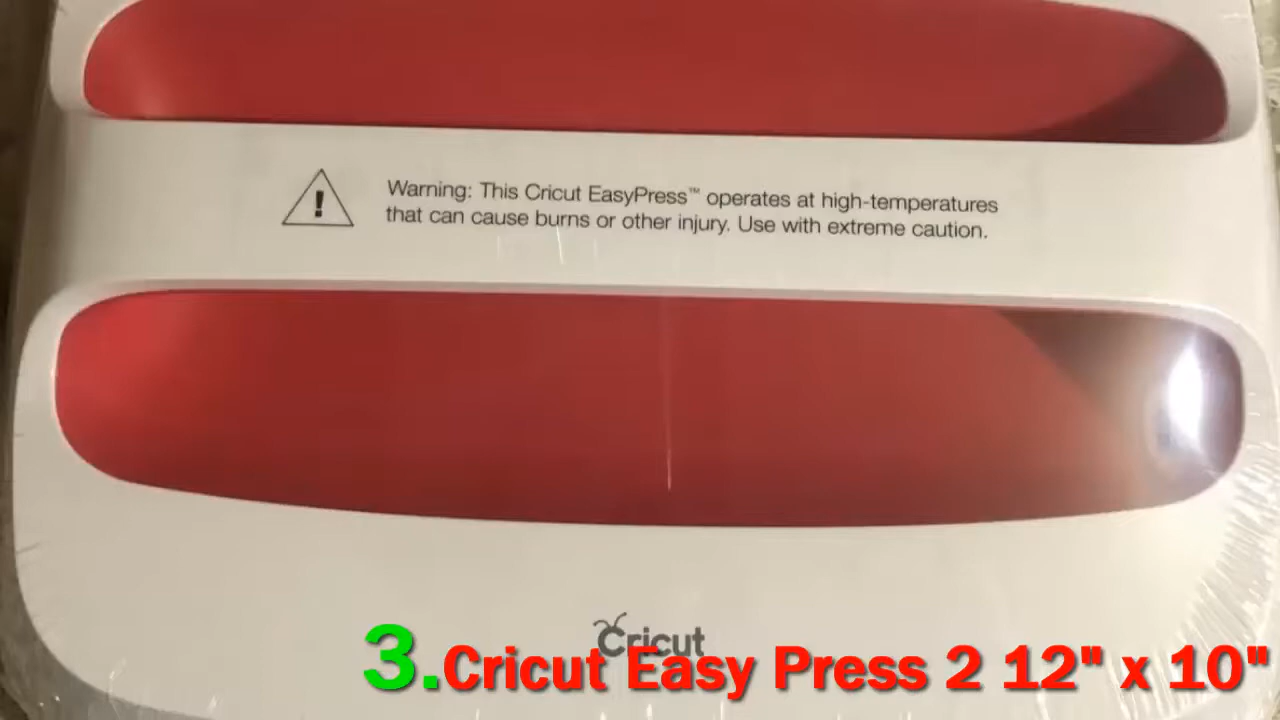 Warning: This Cricut EasyPress™ operates at high-temperatures
that can cause burns or other injury. Use with extreme caution.
Cricut
3.Cricut Easy Press 2 12" x 10"